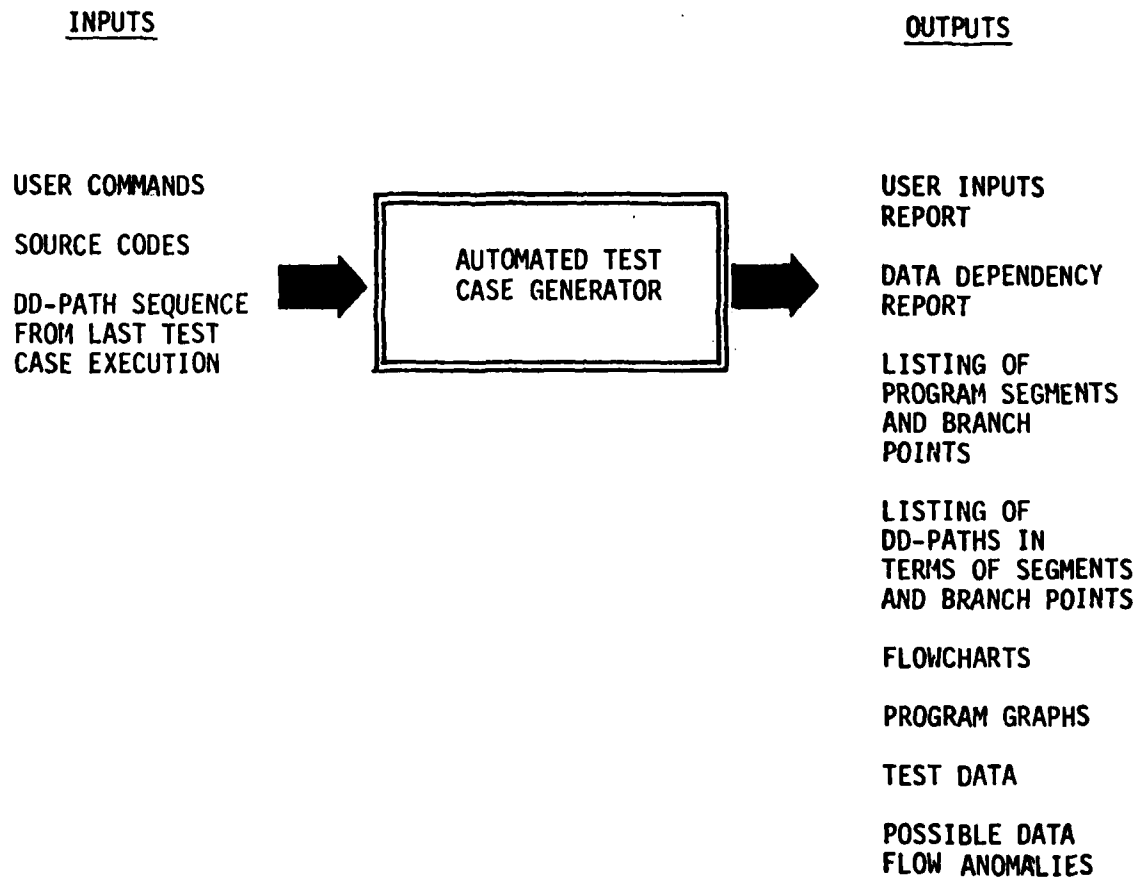 INPUTS
USER COMMANDS
SOURCE CODES
DD-PATH SEQUENCE
FROM LAST TEST
CASE EXECUTION
AUTOMATED TEST
CASE GENERATOR
OUTPUTS
USER INPUTS
REPORT
DATA DEPENDENCY
REPORT
LISTING OF
PROGRAM SEGMENTS
AND BRANCH
POINTS
LISTING OF
DD-PATHS IN
TERMS OF SEGMENTS
AND BRANCH POINTS
FLOWCHARTS
PROGRAM GRAPHS
TEST DATA
POSSIBLE DATA
FLOW ANOMALIES